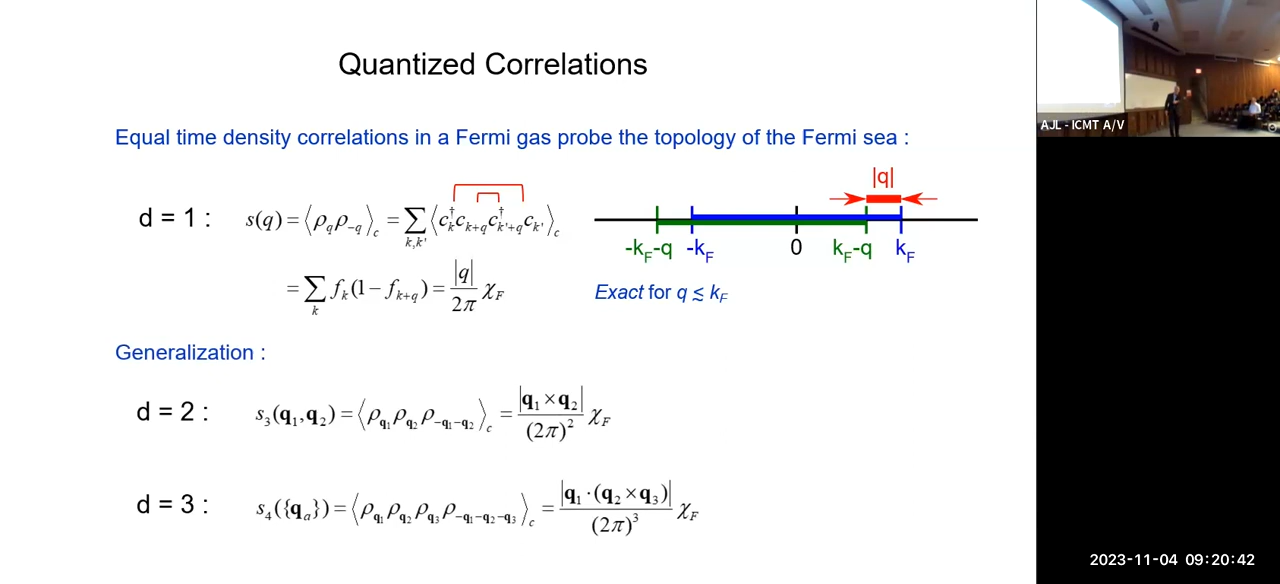 Quantized Correlations
Equal time density correlations in a Fermi gas probe the topology of the Fermi sea :
d = 1 : s(q) = ⟨ρ_q ρ_{-q}⟩_c = ∑_{k,k'} ⟨c_k^† c_{k+q} c_{k'+q}^† c_{k'}⟩_c
|q|
-k_F-q -k_F 0 k_F-q k_F
= ∑_k f_k(1 − f_{k+q}) = |q|/2π χ_F
Exact for q ≲ k_F
Generalization :
d = 2 : s_3(q_1,q_2) = ⟨ρ_{q_1} ρ_{q_2} ρ_{-q_1-q_2}⟩_c = |q_1 × q_2|/(2π)^2 χ_F
d = 3 : s_4({q_a}) = ⟨ρ_{q_1} ρ_{q_2} ρ_{q_3} ρ_{-q_1-q_2-q_3}⟩_c = |q_1 · (q_2 × q_3)|/(2π)^3 χ_F
AJL - ICMT A/V
2023-11-04 09:20:42